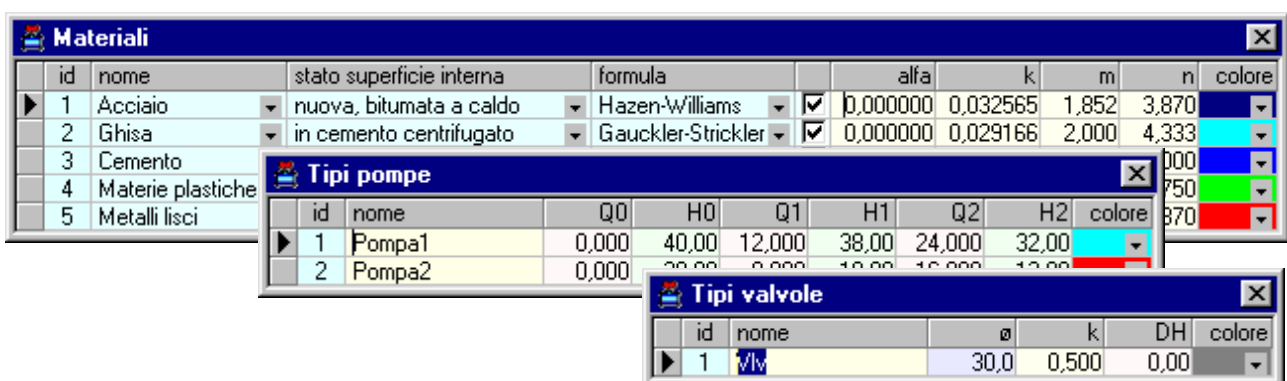 Materiali
id nome stato superficie interna formula alfa k m n colore
1 Acciaio nuova, bitumata a caldo Hazen-Williams 0,000000 0,032565 1,852 3,870
2 Ghisa in cemento centrifugato Gauckler-Strickler 0,000000 0,029166 2,000 4,333
3 Cemento
4 Materie plastiche
5 Metalli lisci
Tipi pompe
id nome Q0 H0 Q1 H1 Q2 H2 colore
1 Pompa1 0,000 40,00 12,000 38,00 24,000 32,00
2 Pompa2 0,000
Tipi valvole
id nome ø k DH colore
1 Vlv 30,0 0,500 0,00